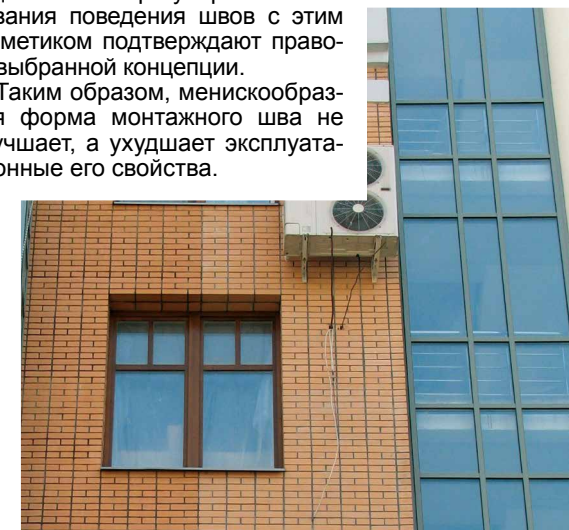 вания поведения швов с этим
метиком подтверждают право-
выбранной концепции.
Таким образом, менискообраз-
я форма монтажного шва не
учшает, а ухудшает эксплуата-
онные его свойства.